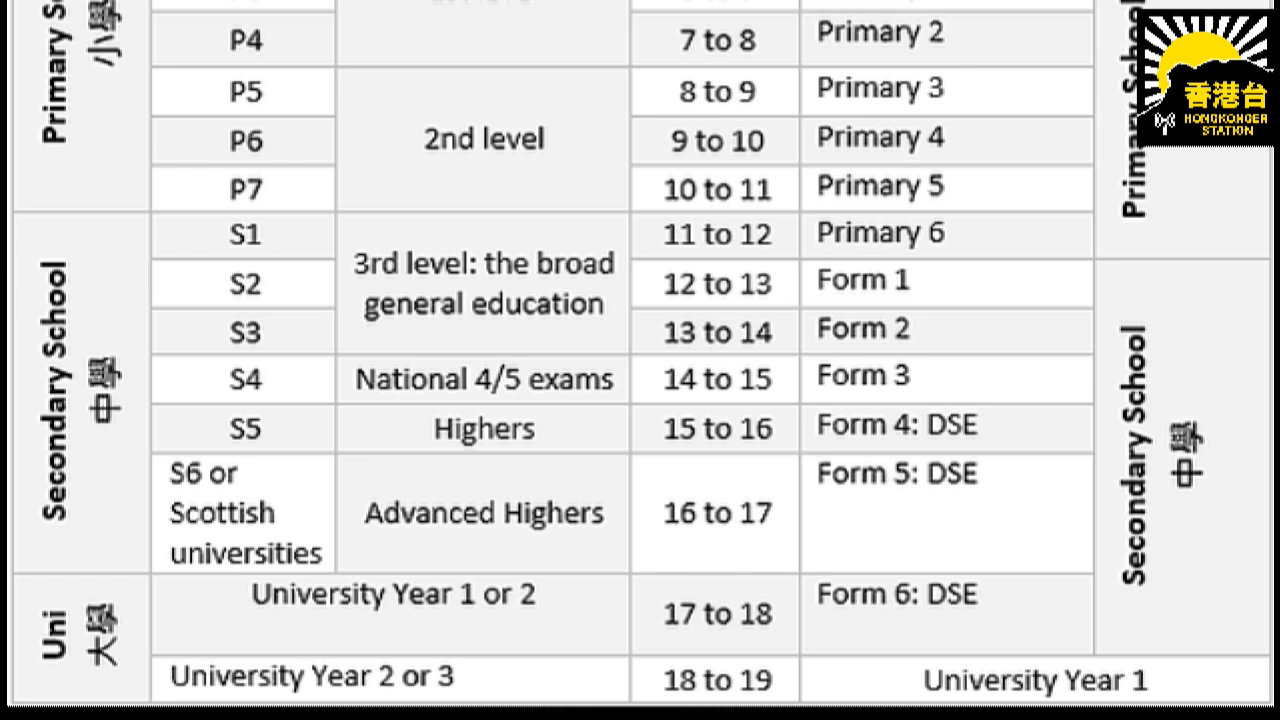 Primary S
小學
P4
7 to 8
Primary 2
P5
2nd level
8 to 9
Primary 3
P6
9 to 10
Primary 4
P7
10 to 11
Primary 5
Primary School
香港台
HONGKONGER
STATION
Secondary School
中學
S1
3rd level: the broad
general education
11 to 12
Primary 6
S2
12 to 13
Form 1
S3
13 to 14
Form 2
S4
National 4/5 exams
14 to 15
Form 3
S5
Highers
15 to 16
Form 4: DSE
S6 or
Scottish
universities
Advanced Highers
16 to 17
Form 5: DSE
Secondary School
中學
Uni
大學
University Year 1 or 2
17 to 18
Form 6: DSE
University Year 2 or 3
18 to 19
University Year 1